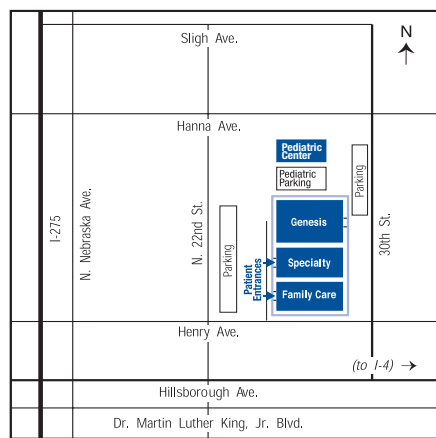 Sligh Ave.
N
Hanna Ave.
Pediatric
Center
Pediatric
Parking
Parking
I-275
N. Nebraska Ave.
N. 22nd St.
Parking
Patient
Entrances
Genesis
Specialty
Family Care
30th St.
Henry Ave.
(to I-4)
Hillsborough Ave.
Dr. Martin Luther King, Jr. Blvd.